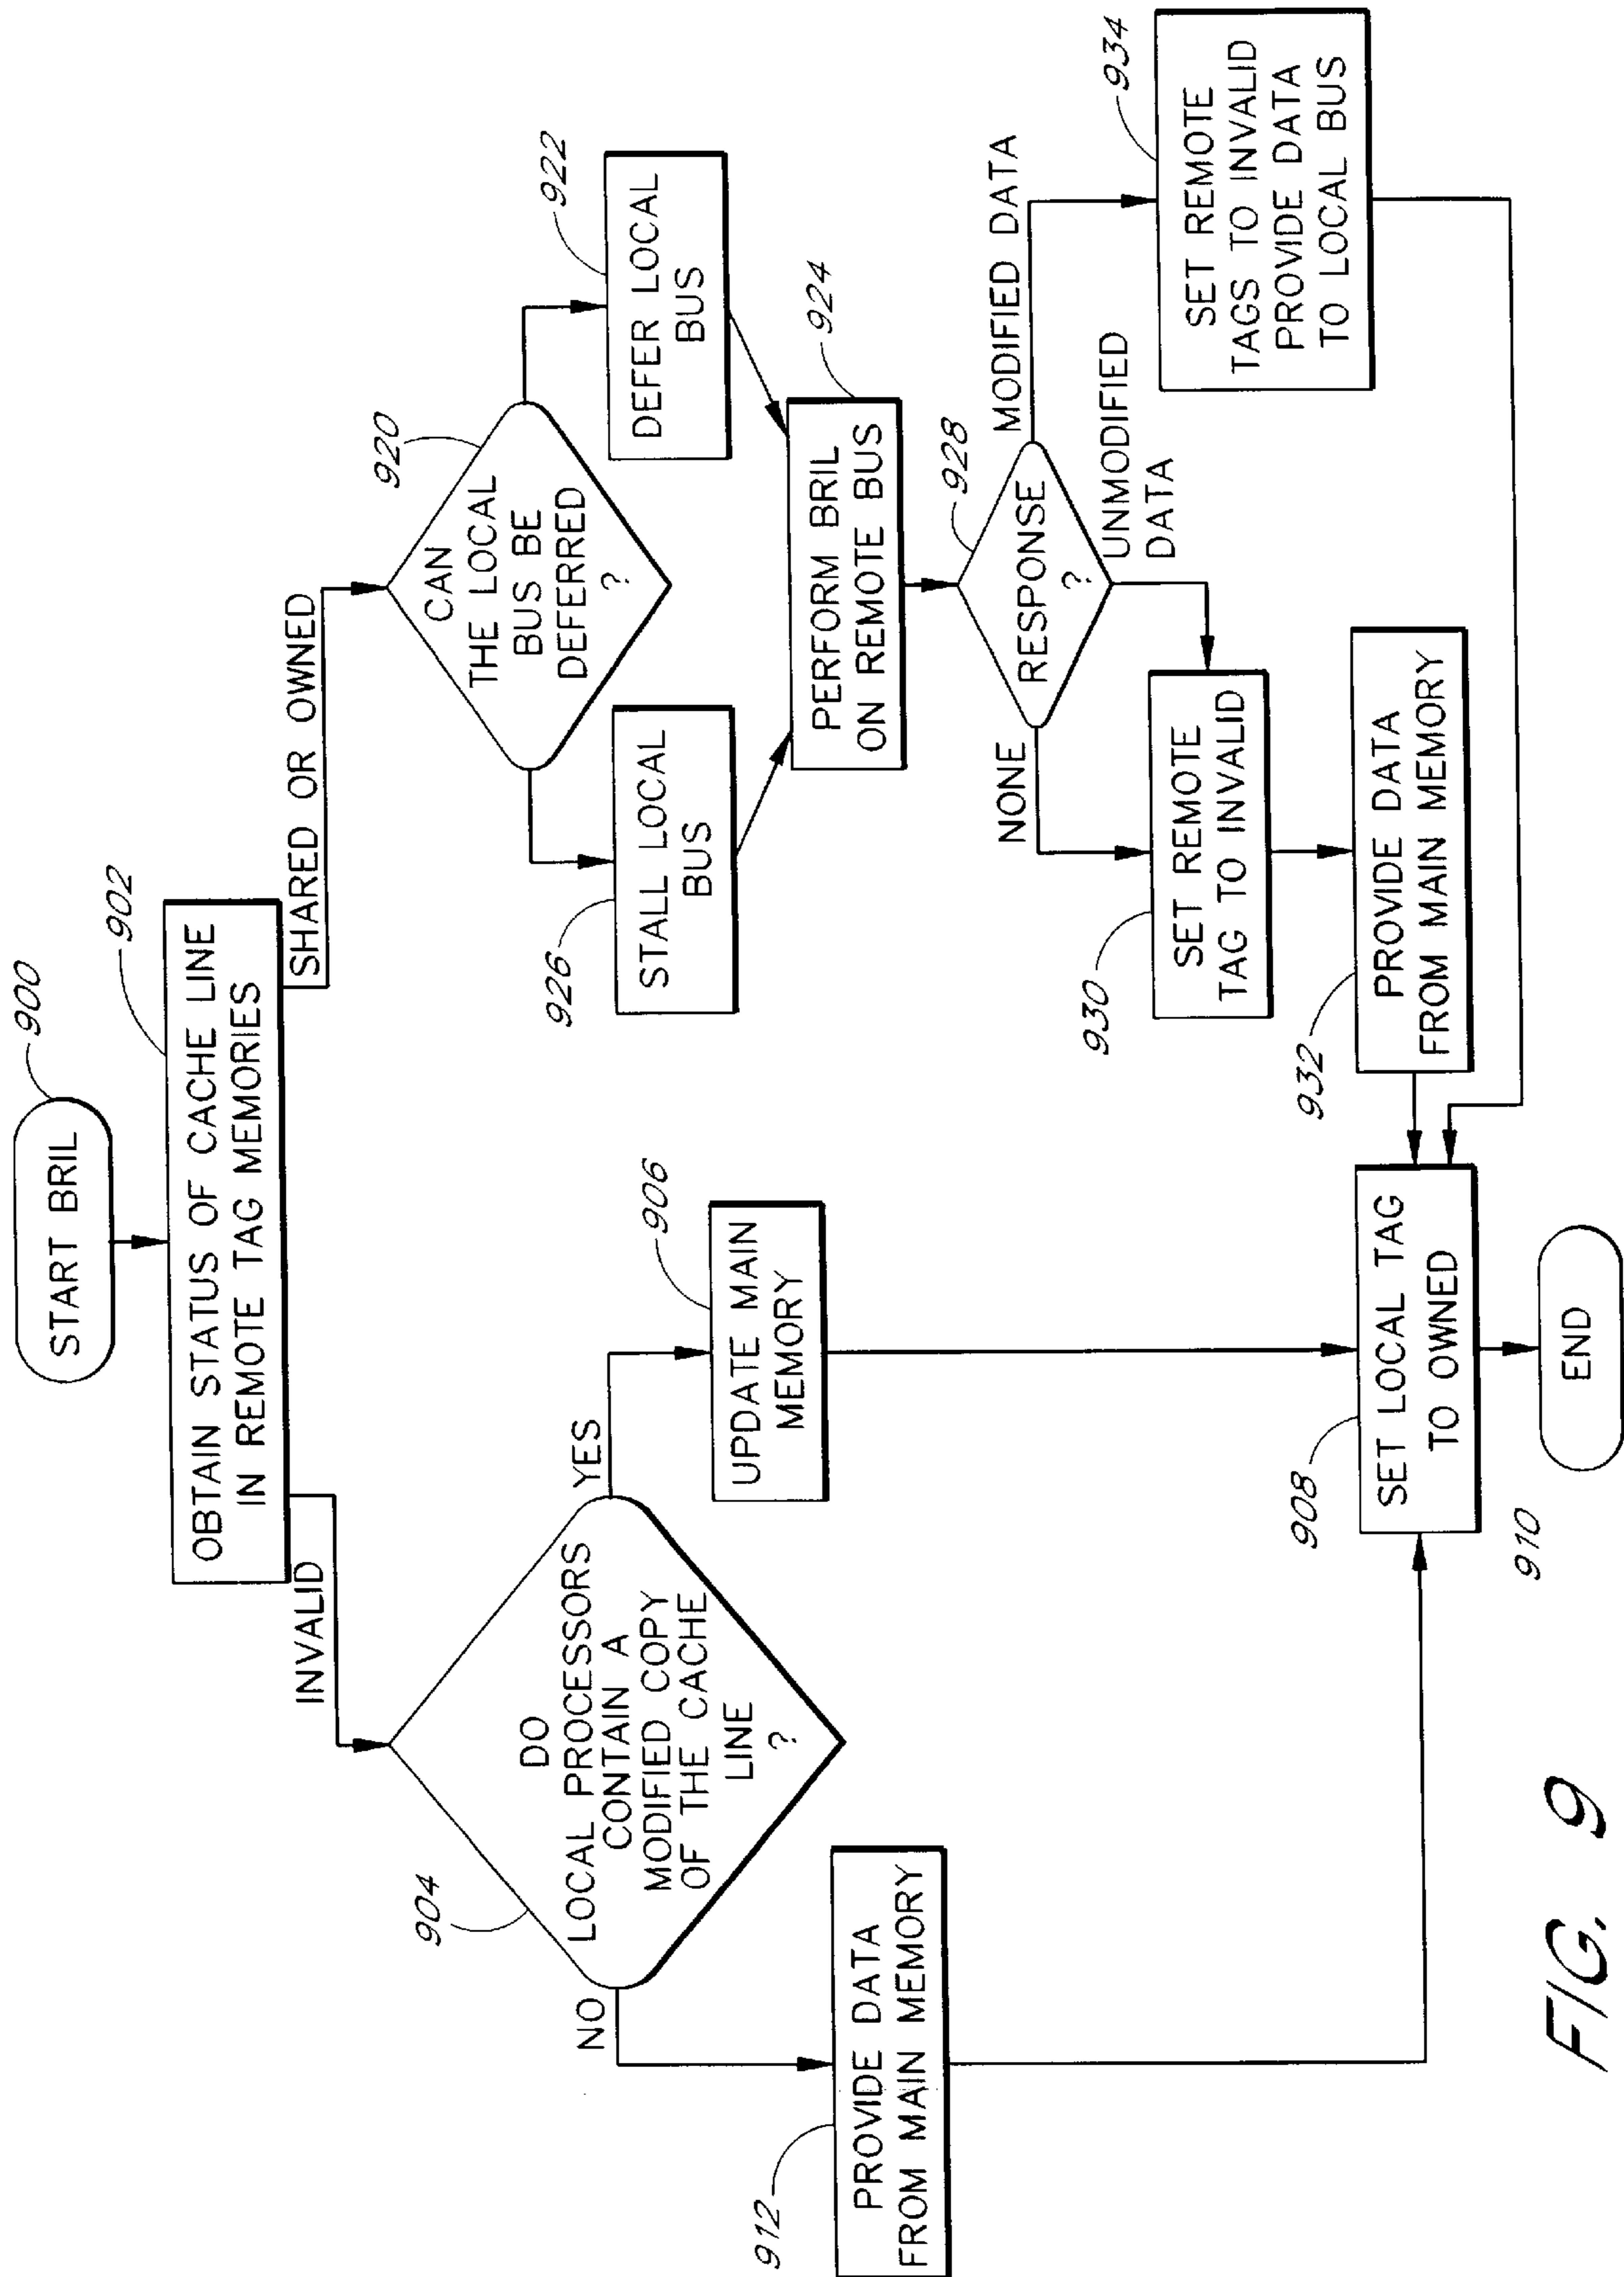 900
START BRIL
902
OBTAIN STATUS OF CACHE LINE
IN REMOTE TAG MEMORIES
INVALID
SHARED OR OWNED
904
DO
LOCAL PROCESSORS
CONTAIN A
MODIFIED COPY
OF THE CACHE
LINE
?
NO
YES
912
PROVIDE DATA
FROM MAIN MEMORY
906
UPDATE MAIN
MEMORY
920
CAN
THE LOCAL
BUS BE
DEFERRED
?
926
STALL LOCAL
BUS
922
DEFER LOCAL
BUS
924
PERFORM BRIL
ON REMOTE BUS
928
RESPONSE
?
NONE
UNMODIFIED
DATA
MODIFIED DATA
930
SET REMOTE
TAG TO INVALID
932
PROVIDE DATA
FROM MAIN MEMORY
934
SET REMOTE
TAGS TO INVALID
PROVIDE DATA
TO LOCAL BUS
908
SET LOCAL TAG
TO OWNED
910
END
FIG. 9